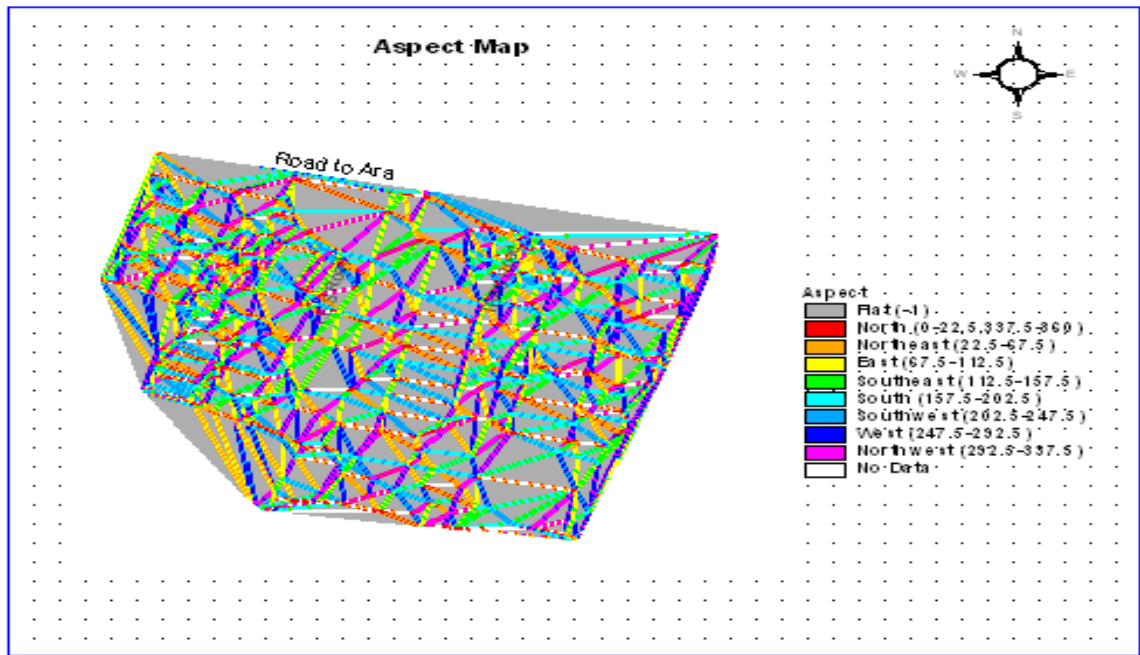 Aspect Map
N
W
E
S
Road to Ara
Aspect
Flat (-1)
North (0-22.5,337.5-360)
Northeast (22.5-67.5)
East (67.5-112.5)
Southeast (112.5-157.5)
South (157.5-202.5)
Southwest (202.5-247.5)
West (247.5-292.5)
Northwest (292.5-337.5)
No Data